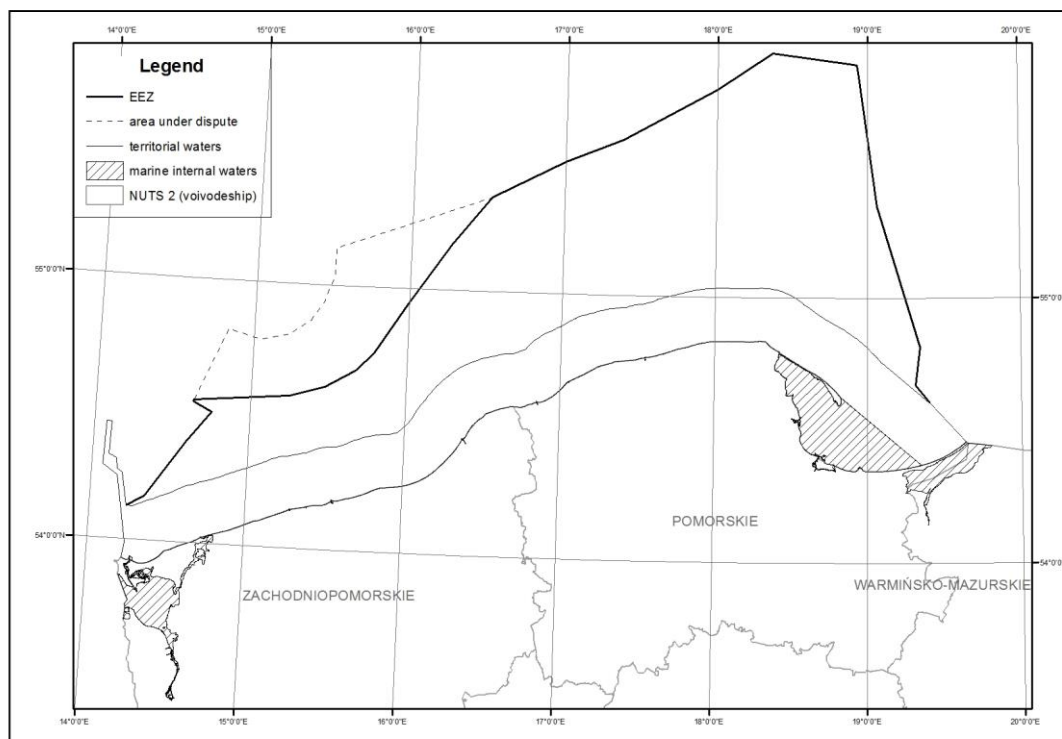 14°0'0"E 15°0'0"E 16°0'0"E 17°0'0"E 18°0'0"E 19°0'0"E 20°0'0"E
Legend
EEZ
area under dispute
territorial waters
marine internal waters
NUTS 2 (voivodeship)
55°0'0"N
55°0'0"N
54°0'0"N
54°0'0"N
POMORSKIE
WARMIŃSKO-MAZURSKIE
ZACHODNIOPOMORSKIE
14°0'0"E 15°0'0"E 16°0'0"E 17°0'0"E 18°0'0"E 19°0'0"E 20°0'0"E